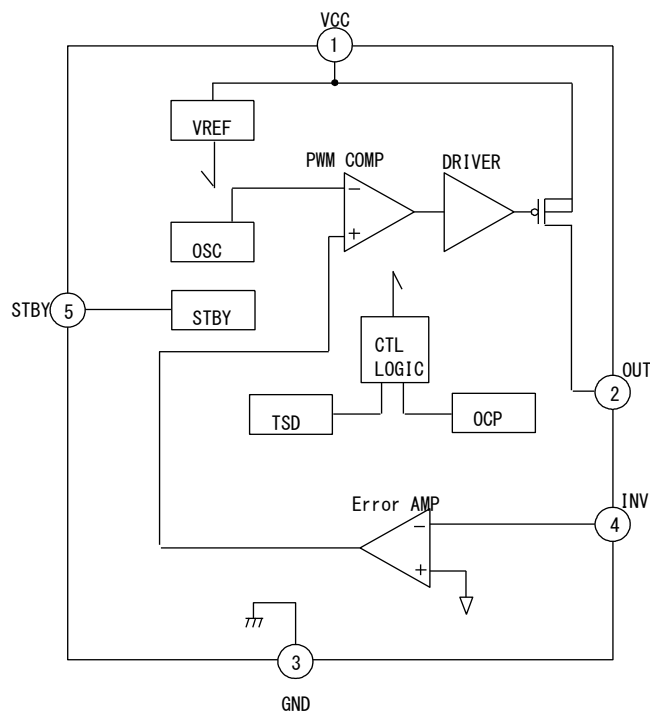 VCC
1
VREF
PWM COMP
DRIVER
−
+
OSC
STBY
5
STBY
CTL
LOGIC
OUT
2
TSD
OCP
Error AMP
INV
−
4
+
3
GND